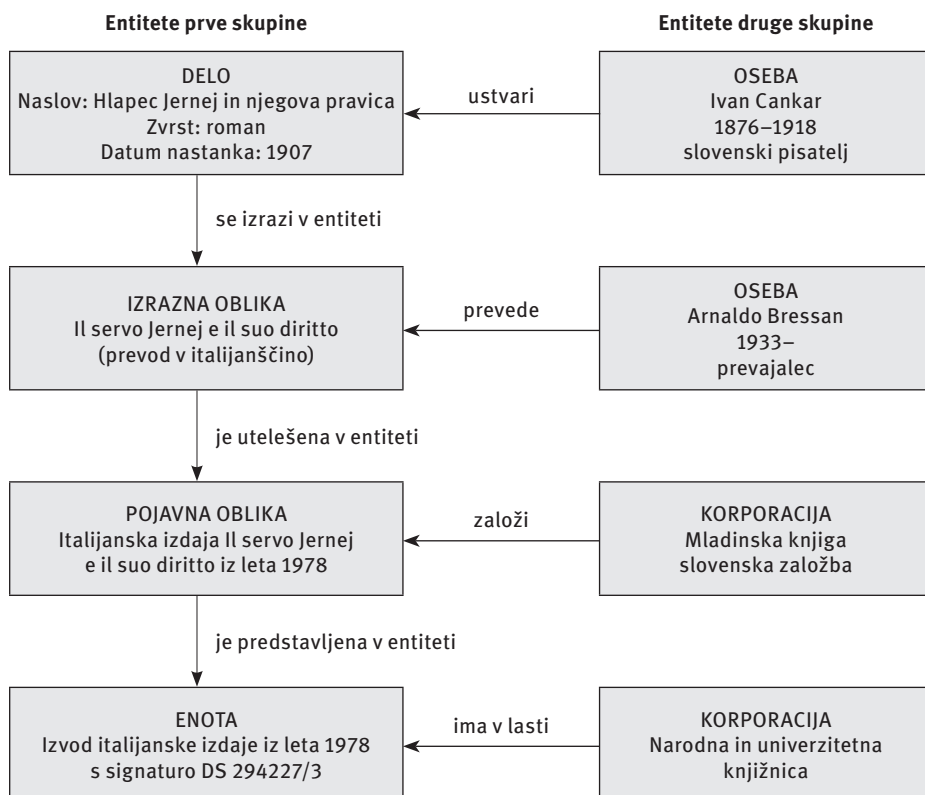 Entitete prve skupine
Entitete druge skupine
DELO
Naslov: Hlapec Jernej in njegova pravica
Zvrst: roman
Datum nastanka: 1907
ustvari
OSEBA
Ivan Cankar
1876–1918
slovenski pisatelj
se izrazi v entiteti
IZRAZNA OBLIKA
Il servo Jernej e il suo diritto
(prevod v italijanščino)
prevede
OSEBA
Arnaldo Bressan
1933–
prevajalec
je utelešena v entiteti
POJAVNA OBLIKA
Italijanska izdaja Il servo Jernej
e il suo diritto iz leta 1978
založi
KORPORACIJA
Mladinska knjiga
slovenska založba
je predstavljena v entiteti
ENOTA
Izvod italijanske izdaje iz leta 1978
s signaturo DS 294227/3
ima v lasti
KORPORACIJA
Narodna in univerzitetna
knjižnica